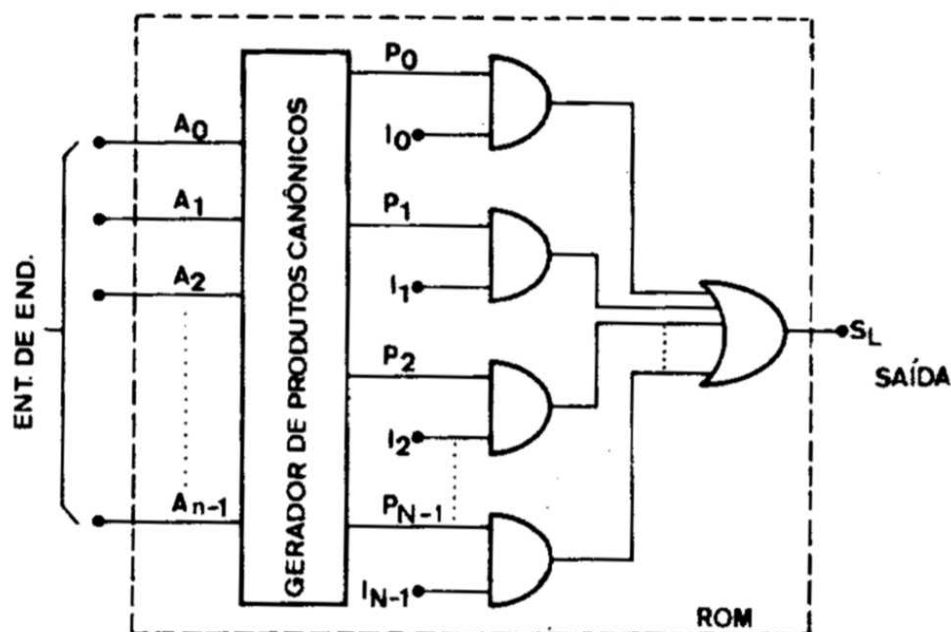 ENT. DE END.
A0
A1
A2
An-1
GERADOR DE PRODUTOS CANÔNICOS
P0
I0
P1
I1
P2
I2
PN-1
IN-1
SL
SAÍDA
ROM